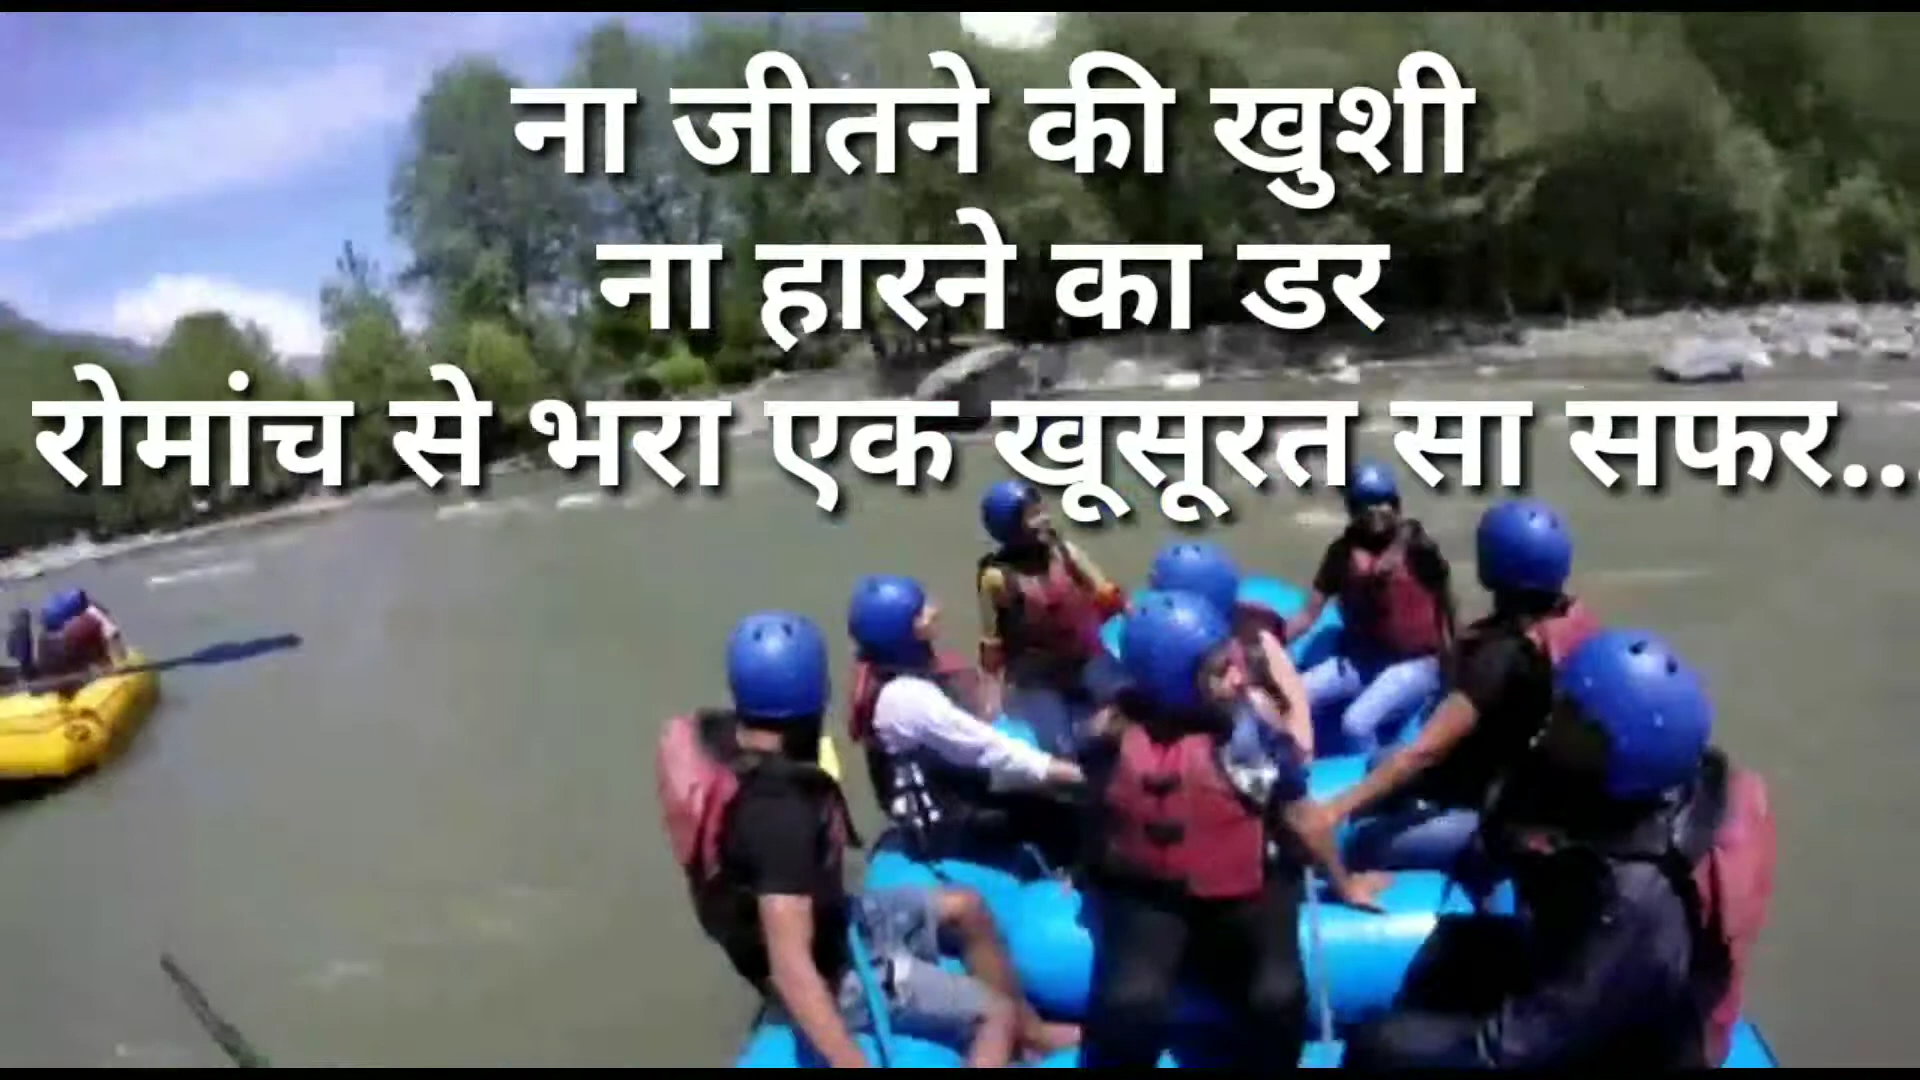 ना जीतने की खुशी
ना हारने का डर
रोमांच से भरा एक खूसूरत सा सफर...